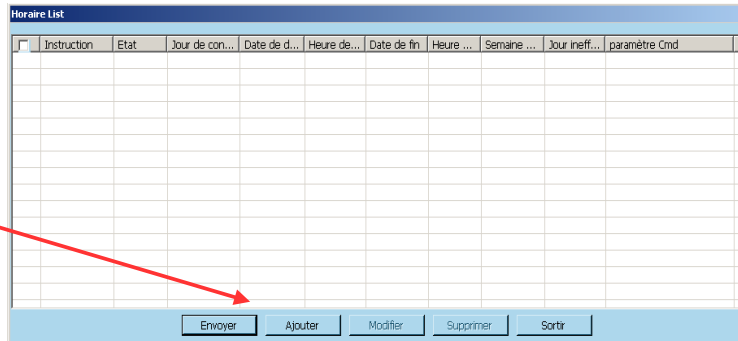 Horaire List
Instruction Etat Jour de con... Date de d... Heure de... Date de fin Heure ... Semaine ... Jour ineff... paramètre Cmd
Envoyer Ajouter Modifier Supprimer Sortir